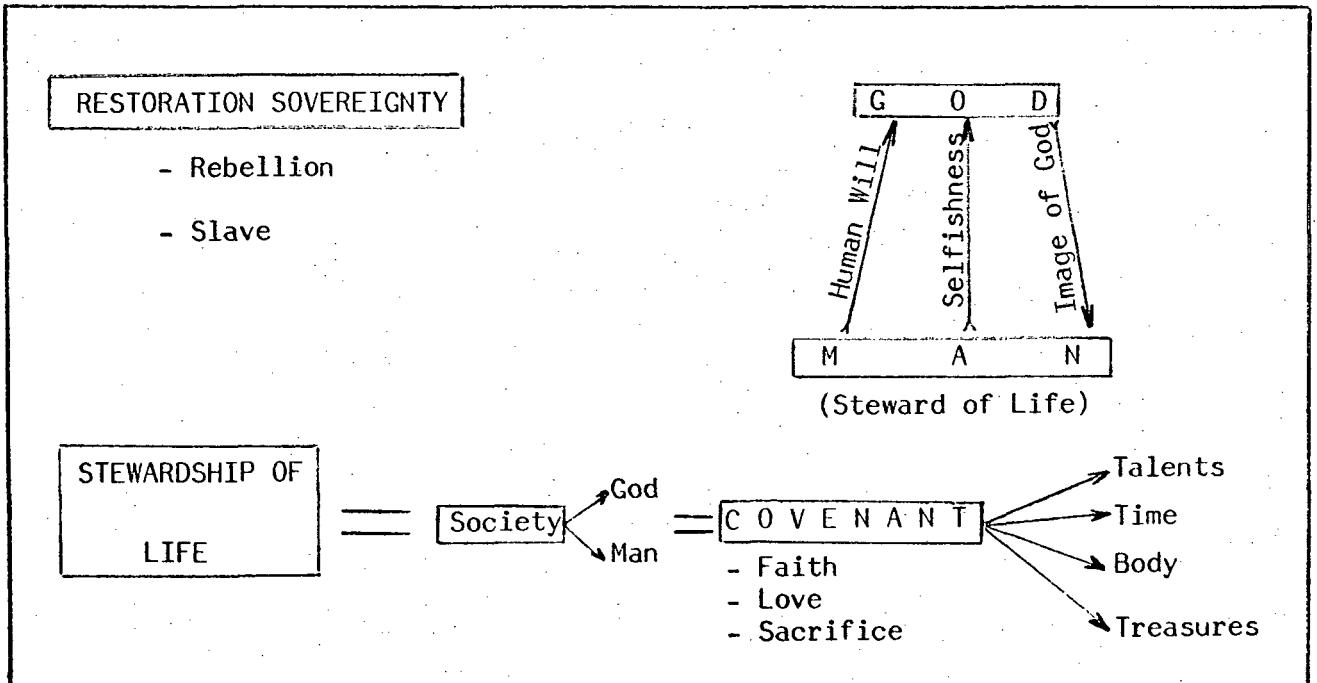 RESTORATION SOVEREIGNTY
- Rebellion
- Slave
G O D
Human Will
Selfishness
Image of God
M A N
(Steward of Life)
STEWARDSHIP OF
LIFE
=
Society
God
Man
=
C O V E N A N T
- Faith
- Love
- Sacrifice
Talents
Time
Body
Treasures